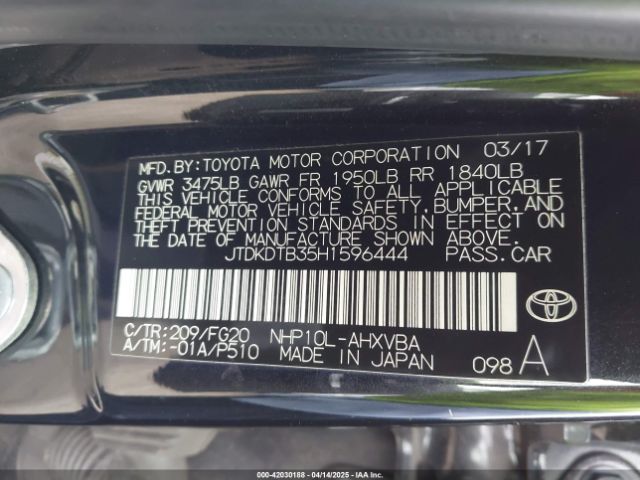 MFD.BY:TOYOTA MOTOR CORPORATION 03/17
GVWR 3475LB GAWR FR 1950LB RR 1840LB
THIS VEHICLE CONFORMS TO ALL APPLICABLE
FEDERAL MOTOR VEHICLE SAFETY,BUMPER,AND
THEFT PREVENTION STANDARDS IN EFFECT ON
THE DATE OF MANUFACTURE SHOWN ABOVE.
JTDKDTB35H1596444 PASS.CAR
C/TR:209/FG20 NHP10L-AHXVBA
A/TM:-01A/P510 MADE IN JAPAN
098 A
TOYOTA
000-42030188 - 04/14/2025 - IAAI.COM